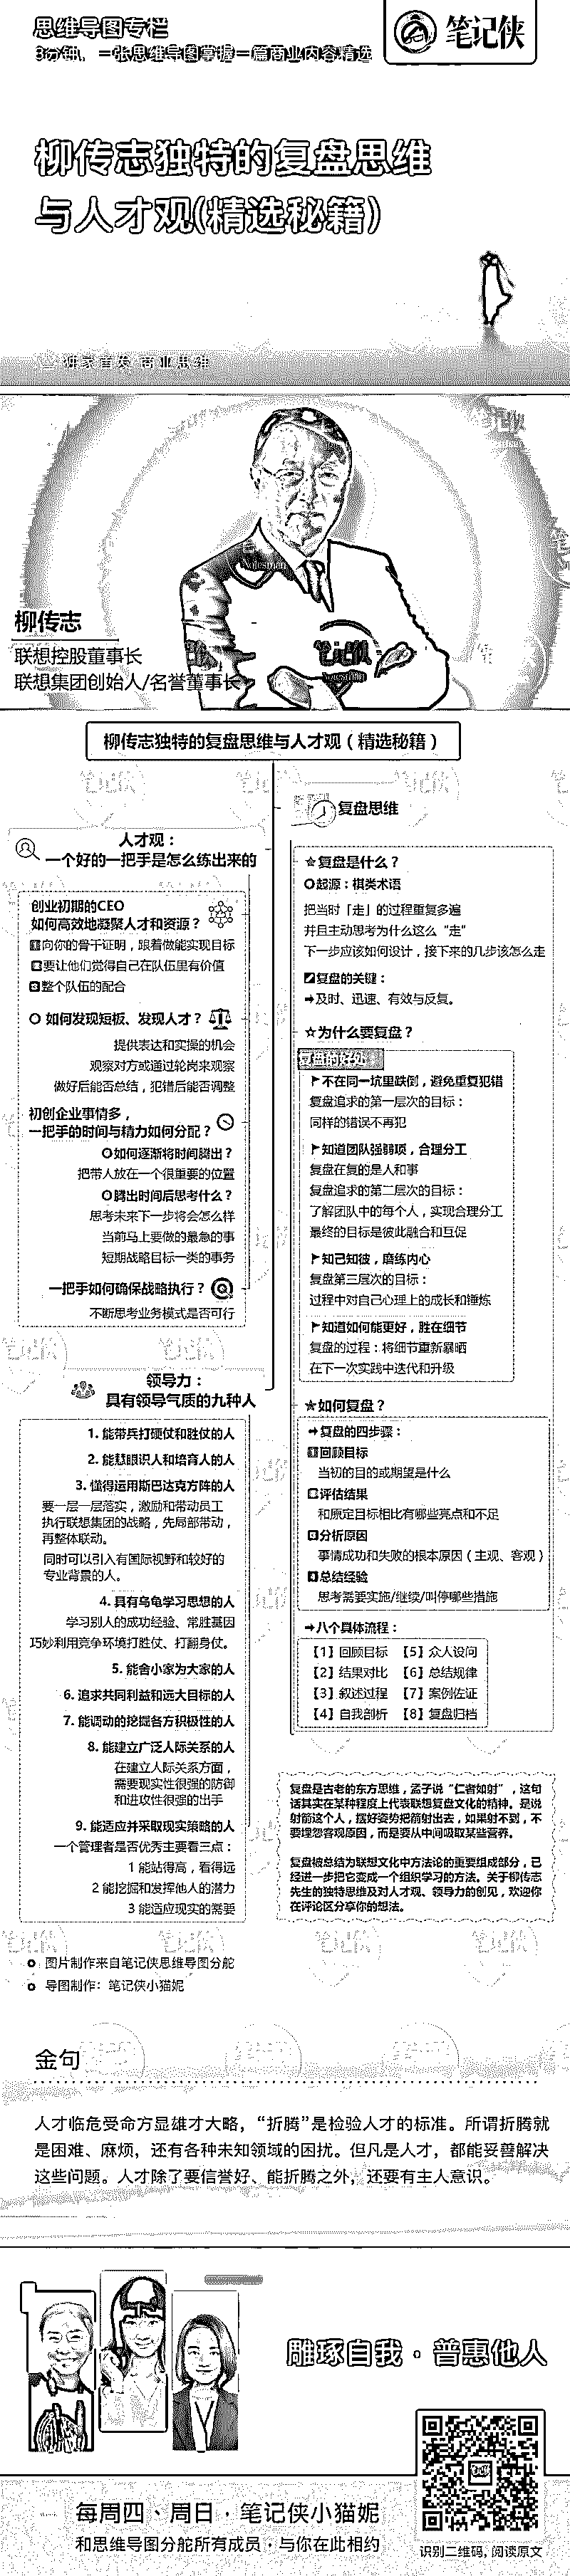 思维导图专栏
3分钟，一张思维导图掌握一篇商业内容精选
笔记侠
柳传志独特的复盘思维
与人才观(精选秘籍)
独家首发 商业思维
柳传志
联想控股董事长
联想集团创始人/名誉董事长
柳传志独特的复盘思维与人才观（精选秘籍）
人才观：
一个好的一把手是怎么练出来的
创业初期的CEO
如何高效地凝聚人才和资源？
1向你的骨干证明，跟着做能实现目标
2要让他们觉得自己在队伍里有价值
3整个队伍的配合
如何发现短板、发现人才？
提供表达和实操的机会
观察对方或通过轮岗来观察
做好后能否总结，犯错后能否调整
初创企业事情多，
一把手的时间与精力如何分配？
如何逐渐将时间腾出？
把带人放在一个很重要的位置
腾出时间后思考什么？
思考未来下一步将会怎么样
当前马上要做的最急的事
短期战略目标一类的事务
一把手如何确保战略执行？
不断思考业务模式是否可行
领导力：
具有领导气质的九种人
1. 能带兵打硬仗和胜仗的人
2. 能慧眼识人和培育人的人
3. 懂得运用斯巴达克方阵的人
要一层一层落实，激励和带动员工
执行联想集团的战略，先局部带动，
再整体联动。
同时可以引入有国际视野和较好的
专业背景的人。
4. 具有乌龟学习思想的人
学习别人的成功经验、常胜基因
巧妙利用竞争环境打胜仗、打翻身仗。
5. 能舍小家为大家的人
6. 追求共同利益和远大目标的人
7. 能调动的挖掘各方积极性的人
8. 能建立广泛人际关系的人
在建立人际关系方面，
需要现实性很强的防御
和进攻性很强的出手
9. 能适应并采取现实策略的人
一个管理者是否优秀主要看三点：
1 能站得高，看得远
2 能挖掘和发挥他人的潜力
3 能适应现实的需要
图片制作来自笔记侠思维导图分舵
导图制作：笔记侠小猫妮
复盘思维
☆复盘是什么？
起源：棋类术语
把当时「走」的过程重复多遍
并且主动思考为什么这么“走”
下一步应该如何设计，接下来的几步该怎么走
复盘的关键：
➔及时、迅速、有效与反复。
☆为什么要复盘？
复盘的好处
不在同一坑里跌倒，避免重复犯错
复盘追求的第一层次的目标：
同样的错误不再犯
知道团队强弱项，合理分工
复盘在复的是人和事
复盘追求的第二层次的目标：
了解团队中的每个人，实现合理分工
最终的目标是彼此融合和互促
知己知彼，磨练内心
复盘第三层次的目标：
过程中对自己心理上的成长和锤炼
知道如何能更好，胜在细节
复盘的过程：将细节重新暴晒
在下一次实践中迭代和升级
★如何复盘？
➔复盘的四步骤：
1回顾目标
当初的目的或期望是什么
2评估结果
和原定目标相比有哪些亮点和不足
3分析原因
事情成功和失败的根本原因（主观、客观）
4总结经验
思考需要实施/继续/叫停哪些措施
➔八个具体流程：
【1】回顾目标 【5】众人设问
【2】结果对比 【6】总结规律
【3】叙述过程 【7】案例佐证
【4】自我剖析 【8】复盘归档
复盘是古老的东方思维，孟子说“仁者如射”，这句
话其实在某种程度上代表联想复盘文化的精神。是说
射箭这个人，摆好姿势把箭射出去，如果射不到，不
要埋怨客观原因，而是要从中间吸取某些营养。
复盘被总结为联想文化中方法论的重要组成部分，已
经进一步把它变成一个组织学习的方法。关于柳传志
先生的独特思维及对人才观、领导力的创见，欢迎你
在评论区分享你的想法。
金句
人才临危受命方显雄才大略，“折腾”是检验人才的标准。所谓折腾就
是困难、麻烦，还有各种未知领域的困扰。但凡是人才，都能妥善解决
这些问题。人才除了要信誉好、能折腾之外，还要有主人意识。
雕琢自我。普惠他人
每周四、周日，笔记侠小猫妮
和思维导图分舵所有成员，与你在此相约
识别二维码，阅读原文